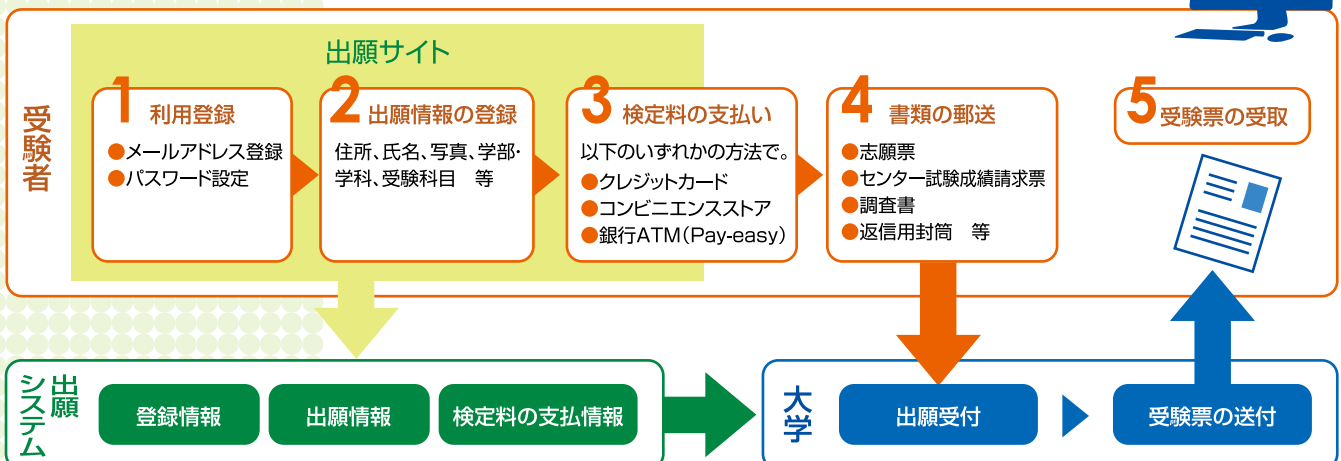 出願サイト
受験者
1 利用登録
●メールアドレス登録
●パスワード設定
2 出願情報の登録
住所、氏名、写真、学部・
学科、受験科目　等
3 検定料の支払い
以下のいずれかの方法で。
●クレジットカード
●コンビニエンスストア
●銀行ATM(Pay-easy)
4 書類の郵送
●志願票
●センター試験成績請求票
●調査書
●返信用封筒　等
5 受験票の受取
出願
システム
登録情報
出願情報
検定料の支払情報
大学
出願受付
受験票の送付